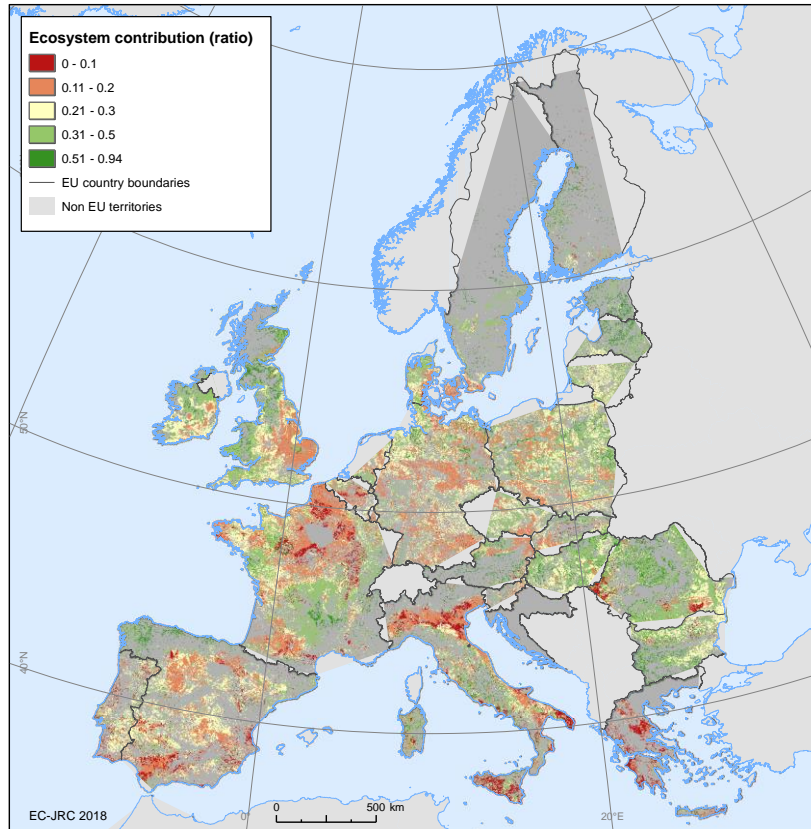 Ecosystem contribution (ratio)
0 - 0.1
0.11 - 0.2
0.21 - 0.3
0.31 - 0.5
0.51 - 0.94
EU country boundaries
Non EU territories
50°N
40°N
EC-JRC 2018
0°
0 500 km
20°E